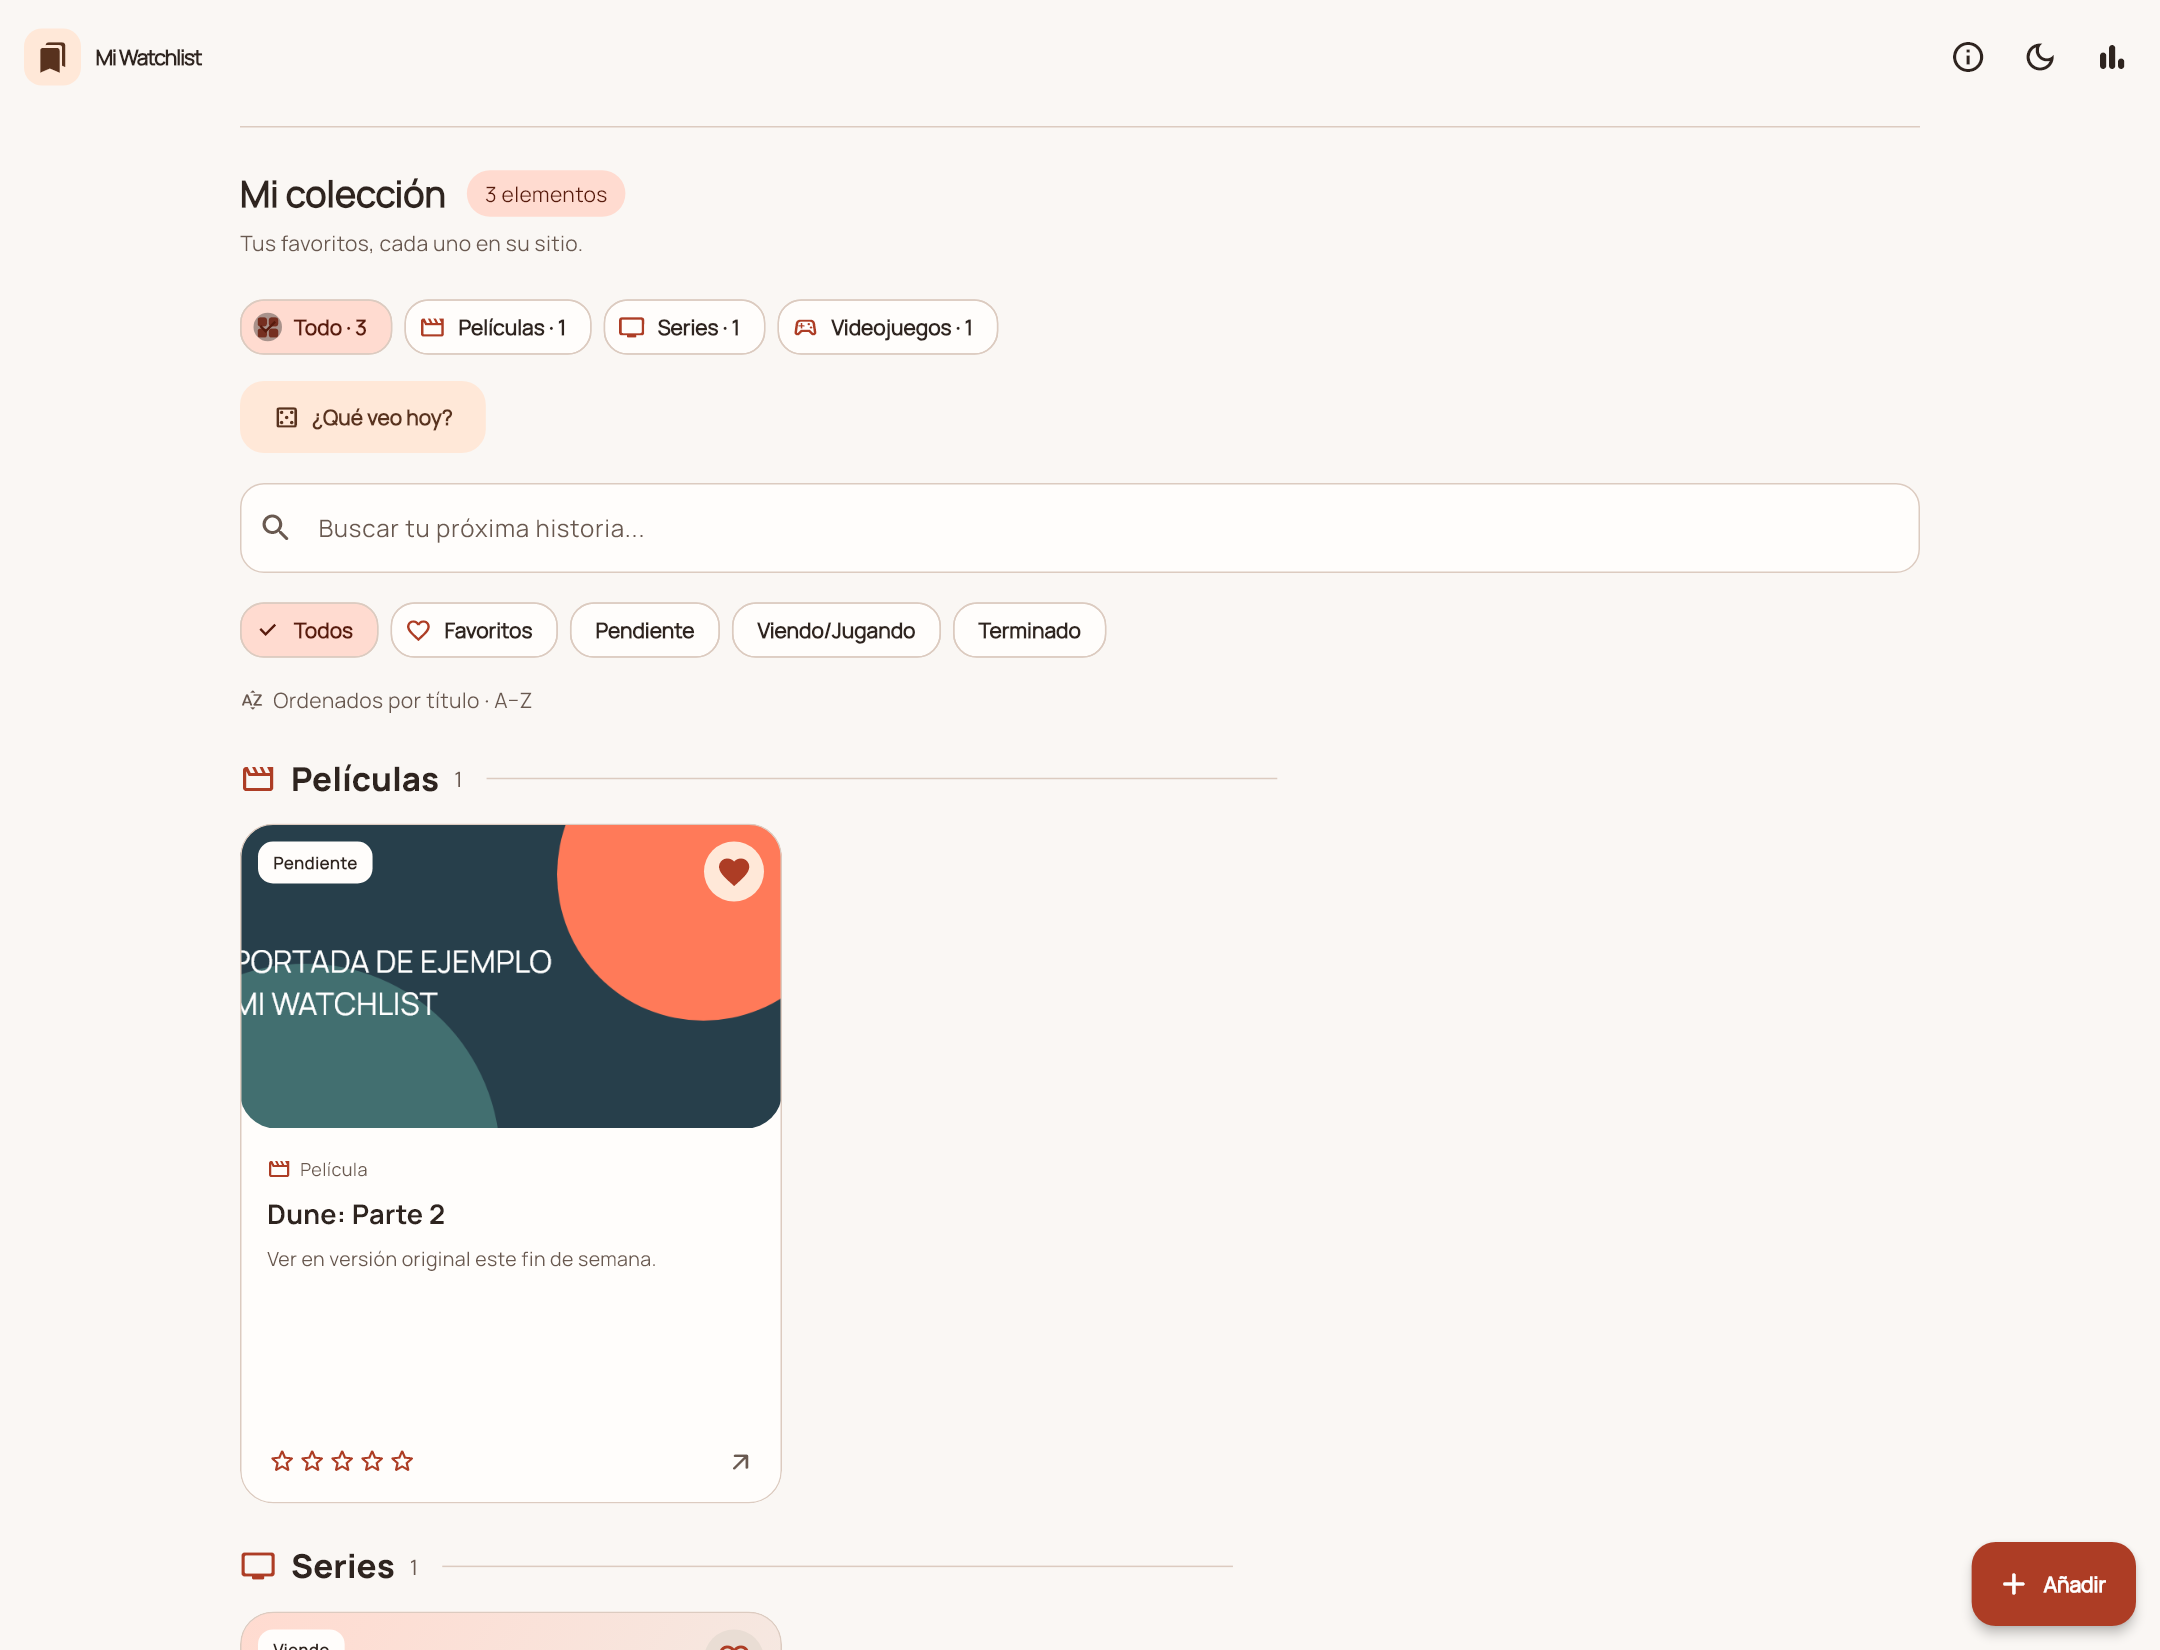 Mi Watchlist
Mi colección
3 elementos
Tus favoritos, cada uno en su sitio.
Todo · 3
Películas · 1
Series · 1
Videojuegos · 1
¿Qué veo hoy?
Buscar tu próxima historia...
Todos
Favoritos
Pendiente
Viendo/Jugando
Terminado
AZ Ordenados por título · A–Z
Películas 1
Pendiente
PORTADA DE EJEMPLO
MI WATCHLIST
Película
Dune: Parte 2
Ver en versión original este fin de semana.
Series 1
Añadir
Viendo